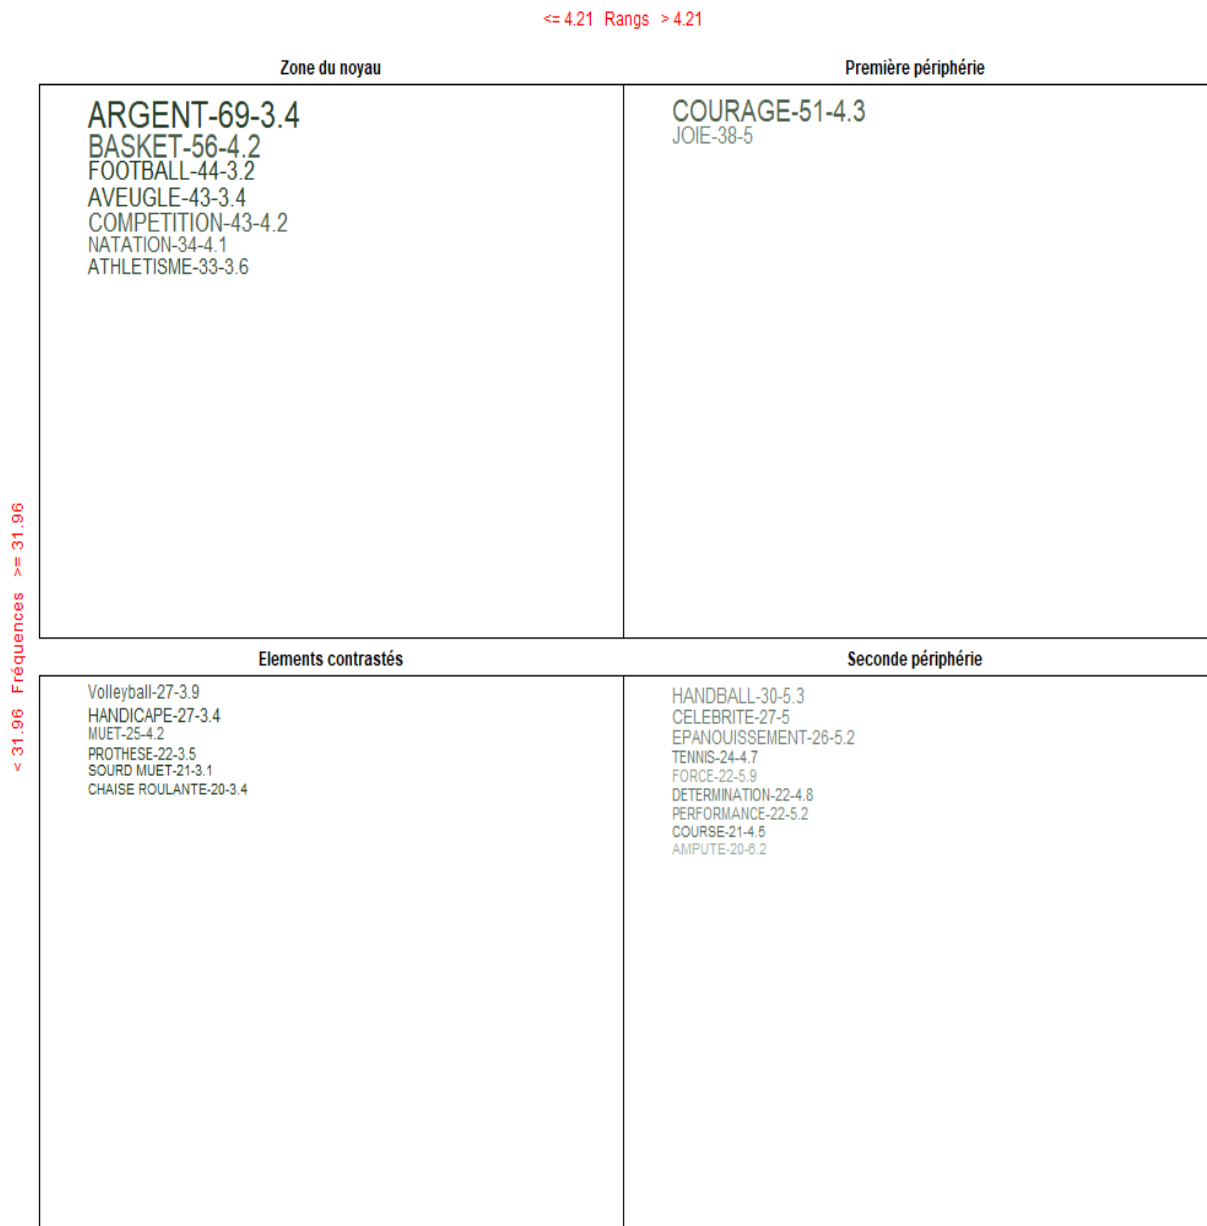 <= 4.21 Rangs > 4.21
Zone du noyau
Première périphérie
ARGENT-69-3.4
BASKET-56-4.2
FOOTBALL-44-3.2
AVEUGLE-43-3.4
COMPETITION-43-4.2
NATATION-34-4.1
ATHLETISME-33-3.6
COURAGE-51-4.3
JOIE-38-5
< 31.96 Fréquences >= 31.96
Elements contrastés
Seconde périphérie
Volleyball-27-3.9
HANDICAPE-27-3.4
MUET-25-4.2
PROTHESE-22-3.5
SOURD MUET-21-3.1
CHAISE ROULANTE-20-3.4
HANDBALL-30-5.3
CELEBRITE-27-5
EPANOUISSEMENT-26-5.2
TENNIS-24-4.7
FORCE-22-5.9
DETERMINATION-22-4.8
PERFORMANCE-22-5.2
COURSE-21-4.5
AMPUTE-20-6.2